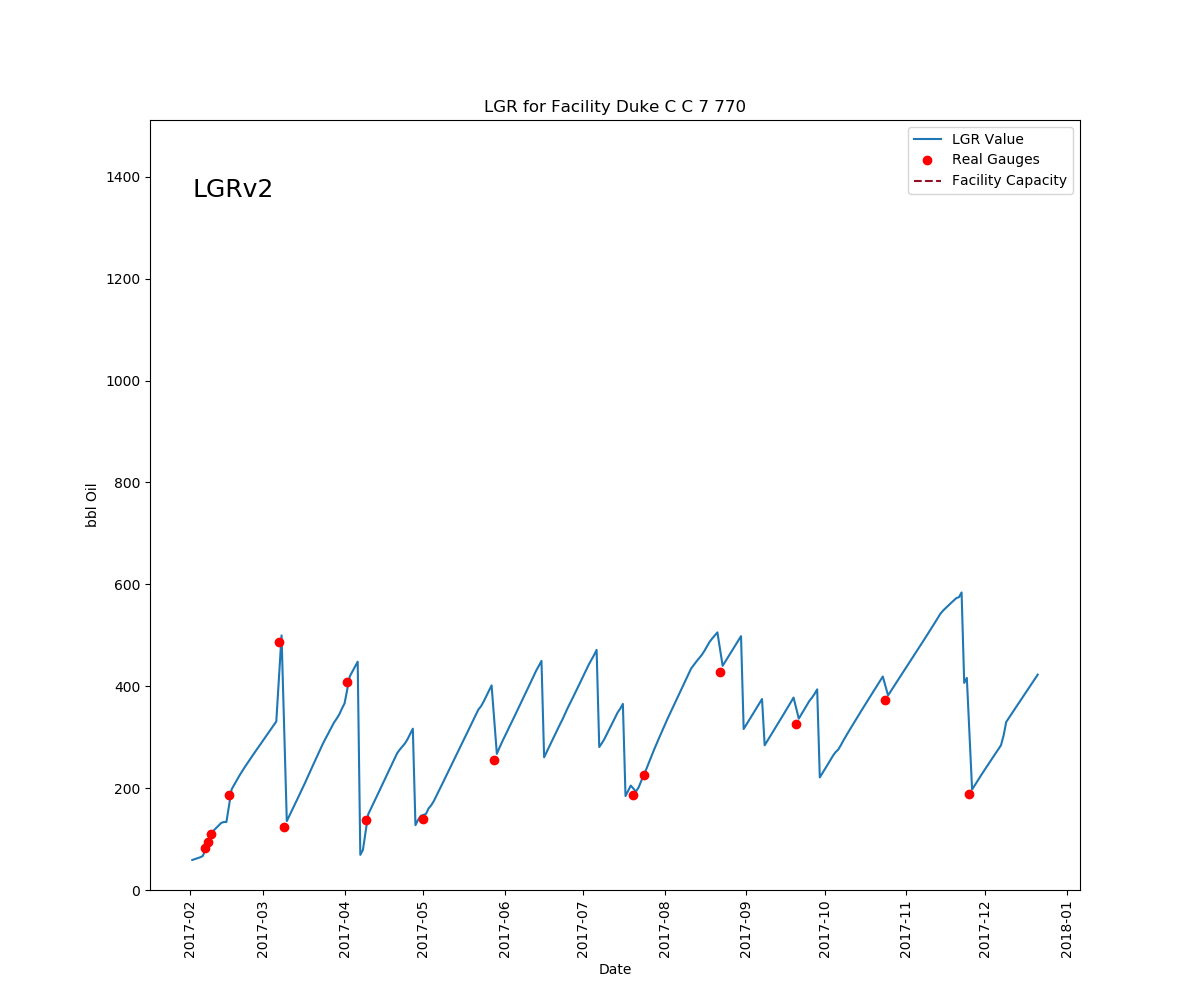 LGR for Facility Duke C C 7 770
LGRv2
LGR Value
Real Gauges
Facility Capacity
1400
1200
1000
800
600
400
200
0
bbl Oil
2017-02
2017-03
2017-04
2017-05
2017-06
2017-07
2017-08
2017-09
2017-10
2017-11
2017-12
2018-01
Date